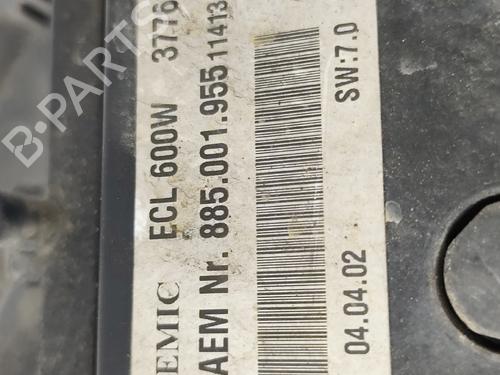 EMIC ECL 600W 3776
AEM Nr. 885.001.955 11413
04.04.02 SW:7.0
B-PARTS